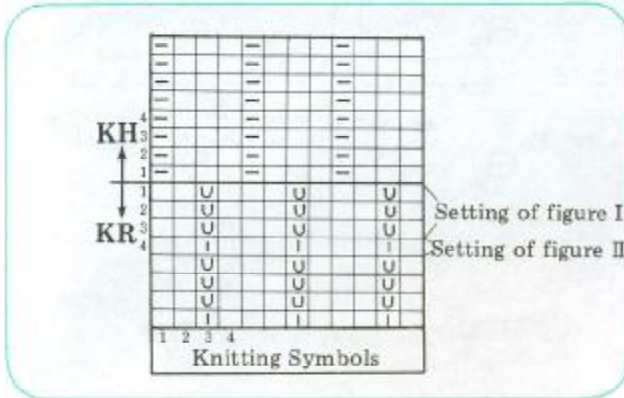 — — —
— — —
— — —
— — —
4 — — —
KH 3 — — —
2 — — —
1 — — —
1 U U U
2 U U U Setting of figure I
KR 3 U U U
4 I I I Setting of figure II
U U U
U U U
U U U
I I I
1 2 3 4
Knitting Symbols